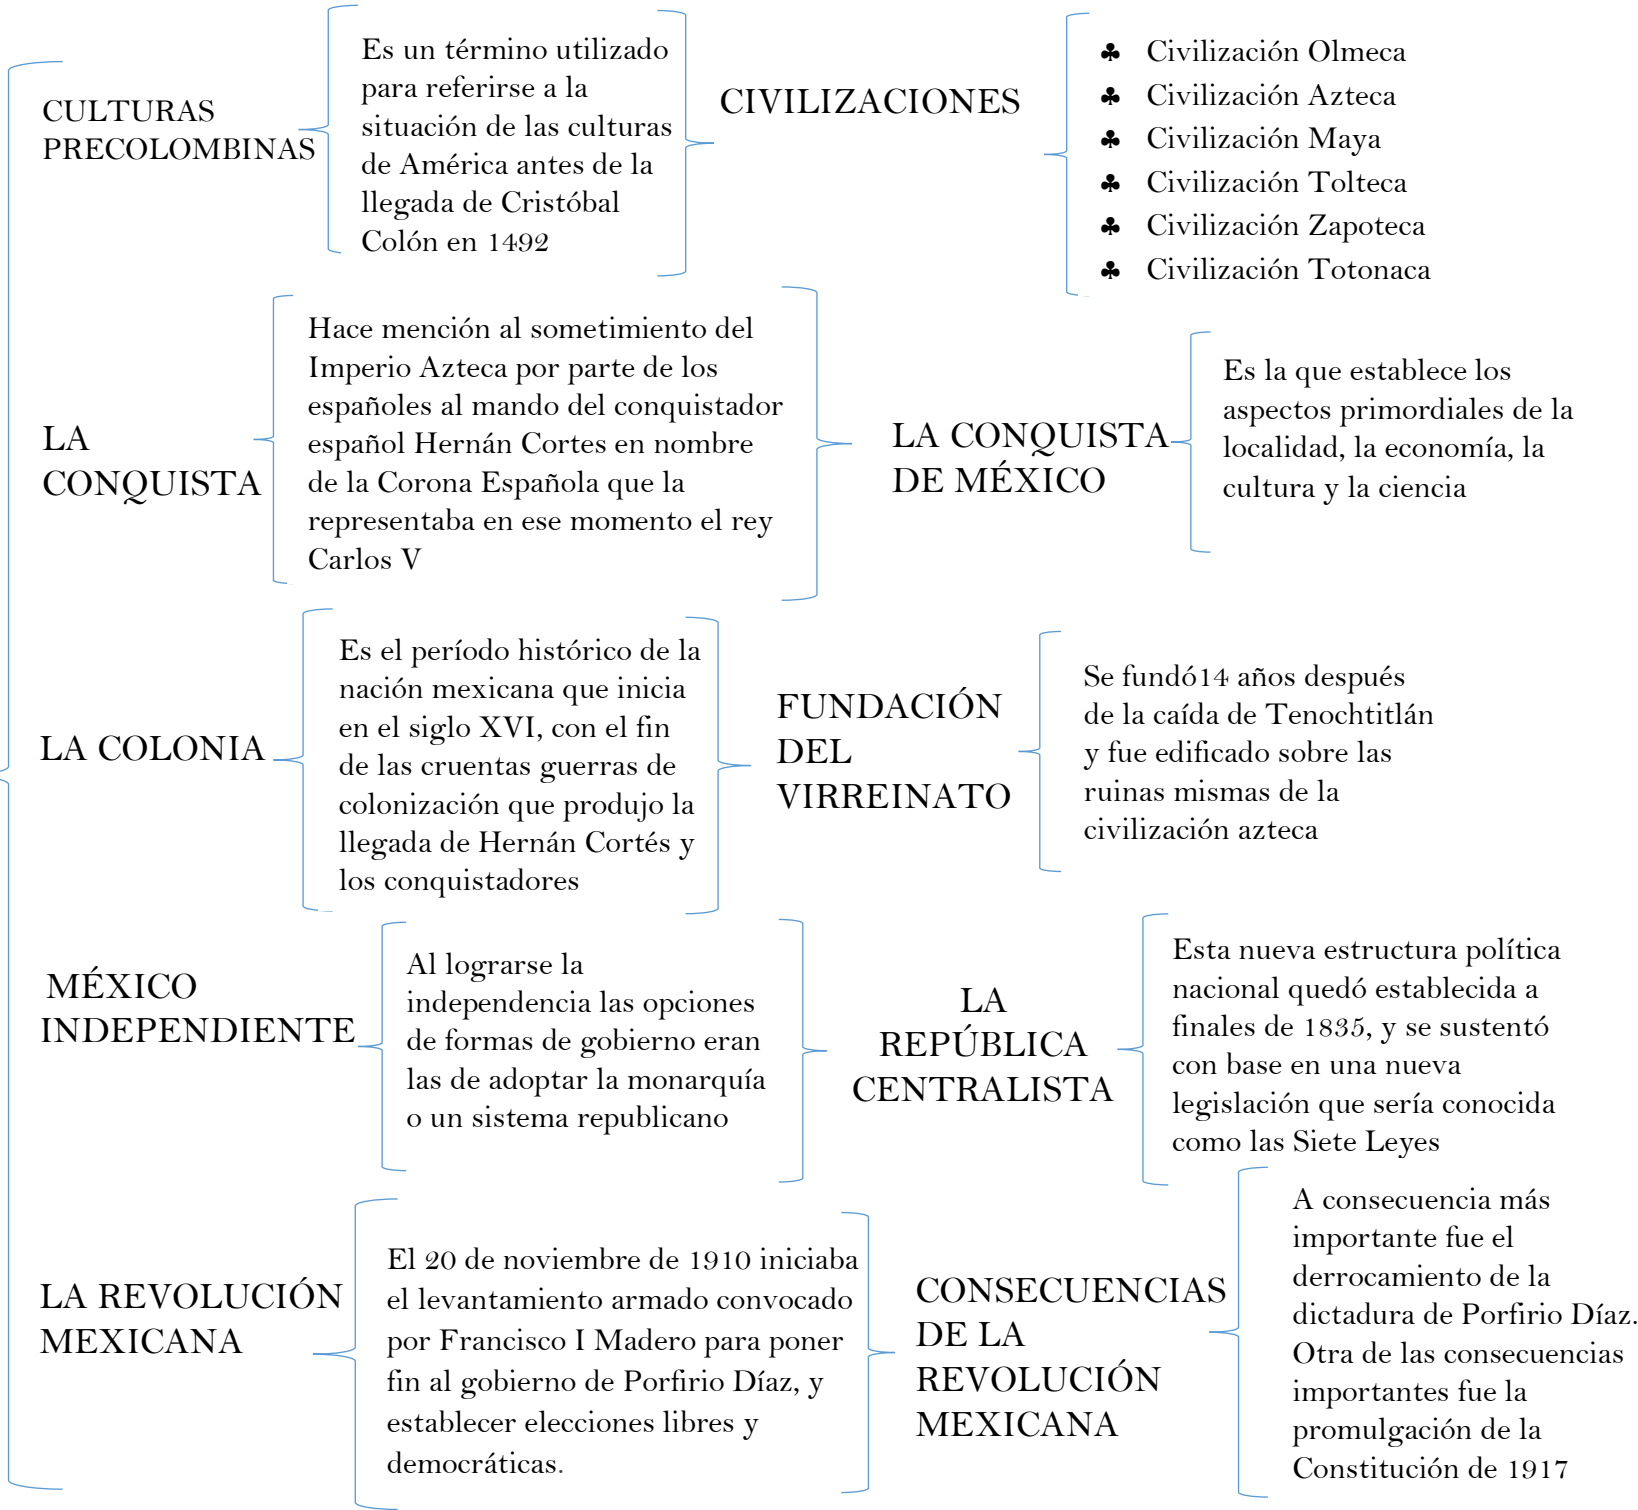 CULTURAS
PRECOLOMBINAS
Es un término utilizado
para referirse a la
situación de las culturas
de América antes de la
llegada de Cristóbal
Colón en 1492
CIVILIZACIONES
♣ Civilización Olmeca
♣ Civilización Azteca
♣ Civilización Maya
♣ Civilización Tolteca
♣ Civilización Zapoteca
♣ Civilización Totonaca
LA
CONQUISTA
Hace mención al sometimiento del
Imperio Azteca por parte de los
españoles al mando del conquistador
español Hernán Cortes en nombre
de la Corona Española que la
representaba en ese momento el rey
Carlos V
LA CONQUISTA
DE MÉXICO
Es la que establece los
aspectos primordiales de la
localidad, la economía, la
cultura y la ciencia
LA COLONIA
Es el período histórico de la
nación mexicana que inicia
en el siglo XVI, con el fin
de las cruentas guerras de
colonización que produjo la
llegada de Hernán Cortés y
los conquistadores
FUNDACIÓN
DEL
VIRREINATO
Se fundó14 años después
de la caída de Tenochtitlán
y fue edificado sobre las
ruinas mismas de la
civilización azteca
MÉXICO
INDEPENDIENTE
Al lograrse la
independencia las opciones
de formas de gobierno eran
las de adoptar la monarquía
o un sistema republicano
LA
REPÚBLICA
CENTRALISTA
Esta nueva estructura política
nacional quedó establecida a
finales de 1835, y se sustentó
con base en una nueva
legislación que sería conocida
como las Siete Leyes
LA REVOLUCIÓN
MEXICANA
El 20 de noviembre de 1910 iniciaba
el levantamiento armado convocado
por Francisco I Madero para poner
fin al gobierno de Porfirio Díaz, y
establecer elecciones libres y
democráticas.
CONSECUENCIAS
DE LA
REVOLUCIÓN
MEXICANA
A consecuencia más
importante fue el
derrocamiento de la
dictadura de Porfirio Díaz.
Otra de las consecuencias
importantes fue la
promulgación de la
Constitución de 1917